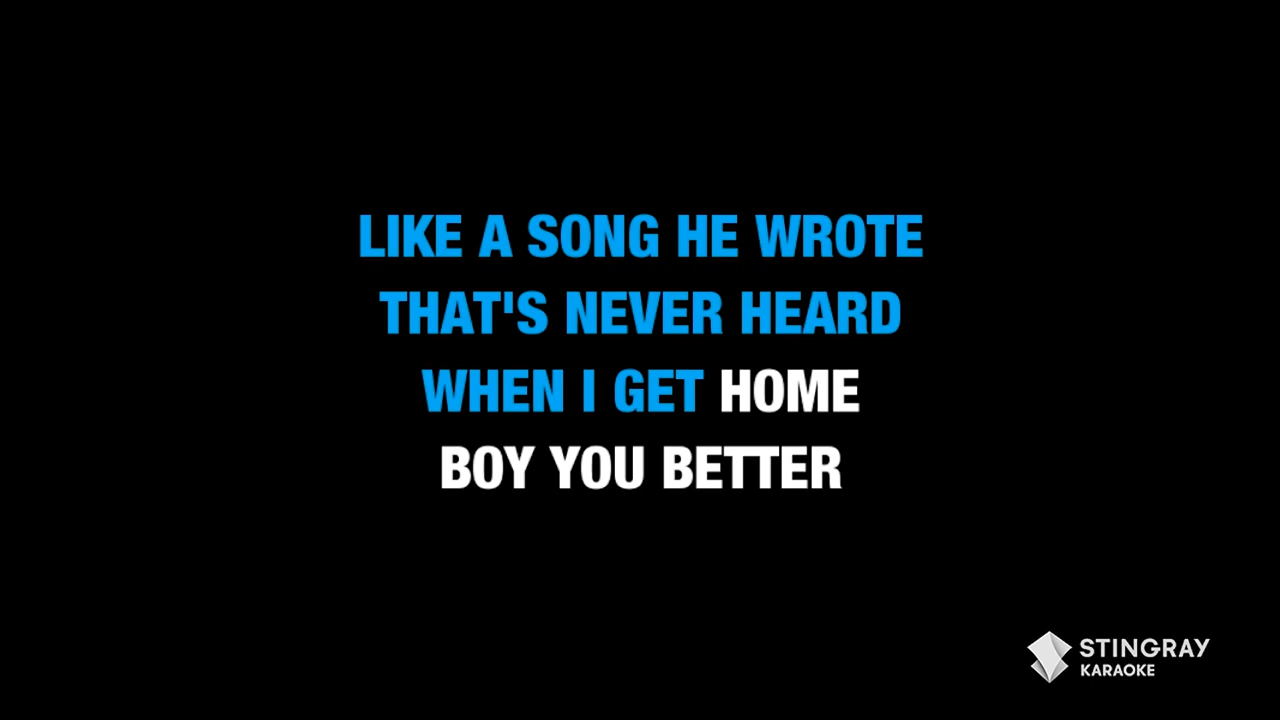 LIKE A SONG HE WROTE
THAT'S NEVER HEARD
WHEN I GET HOME
BOY YOU BETTER
STINGRAY
KARAOKE